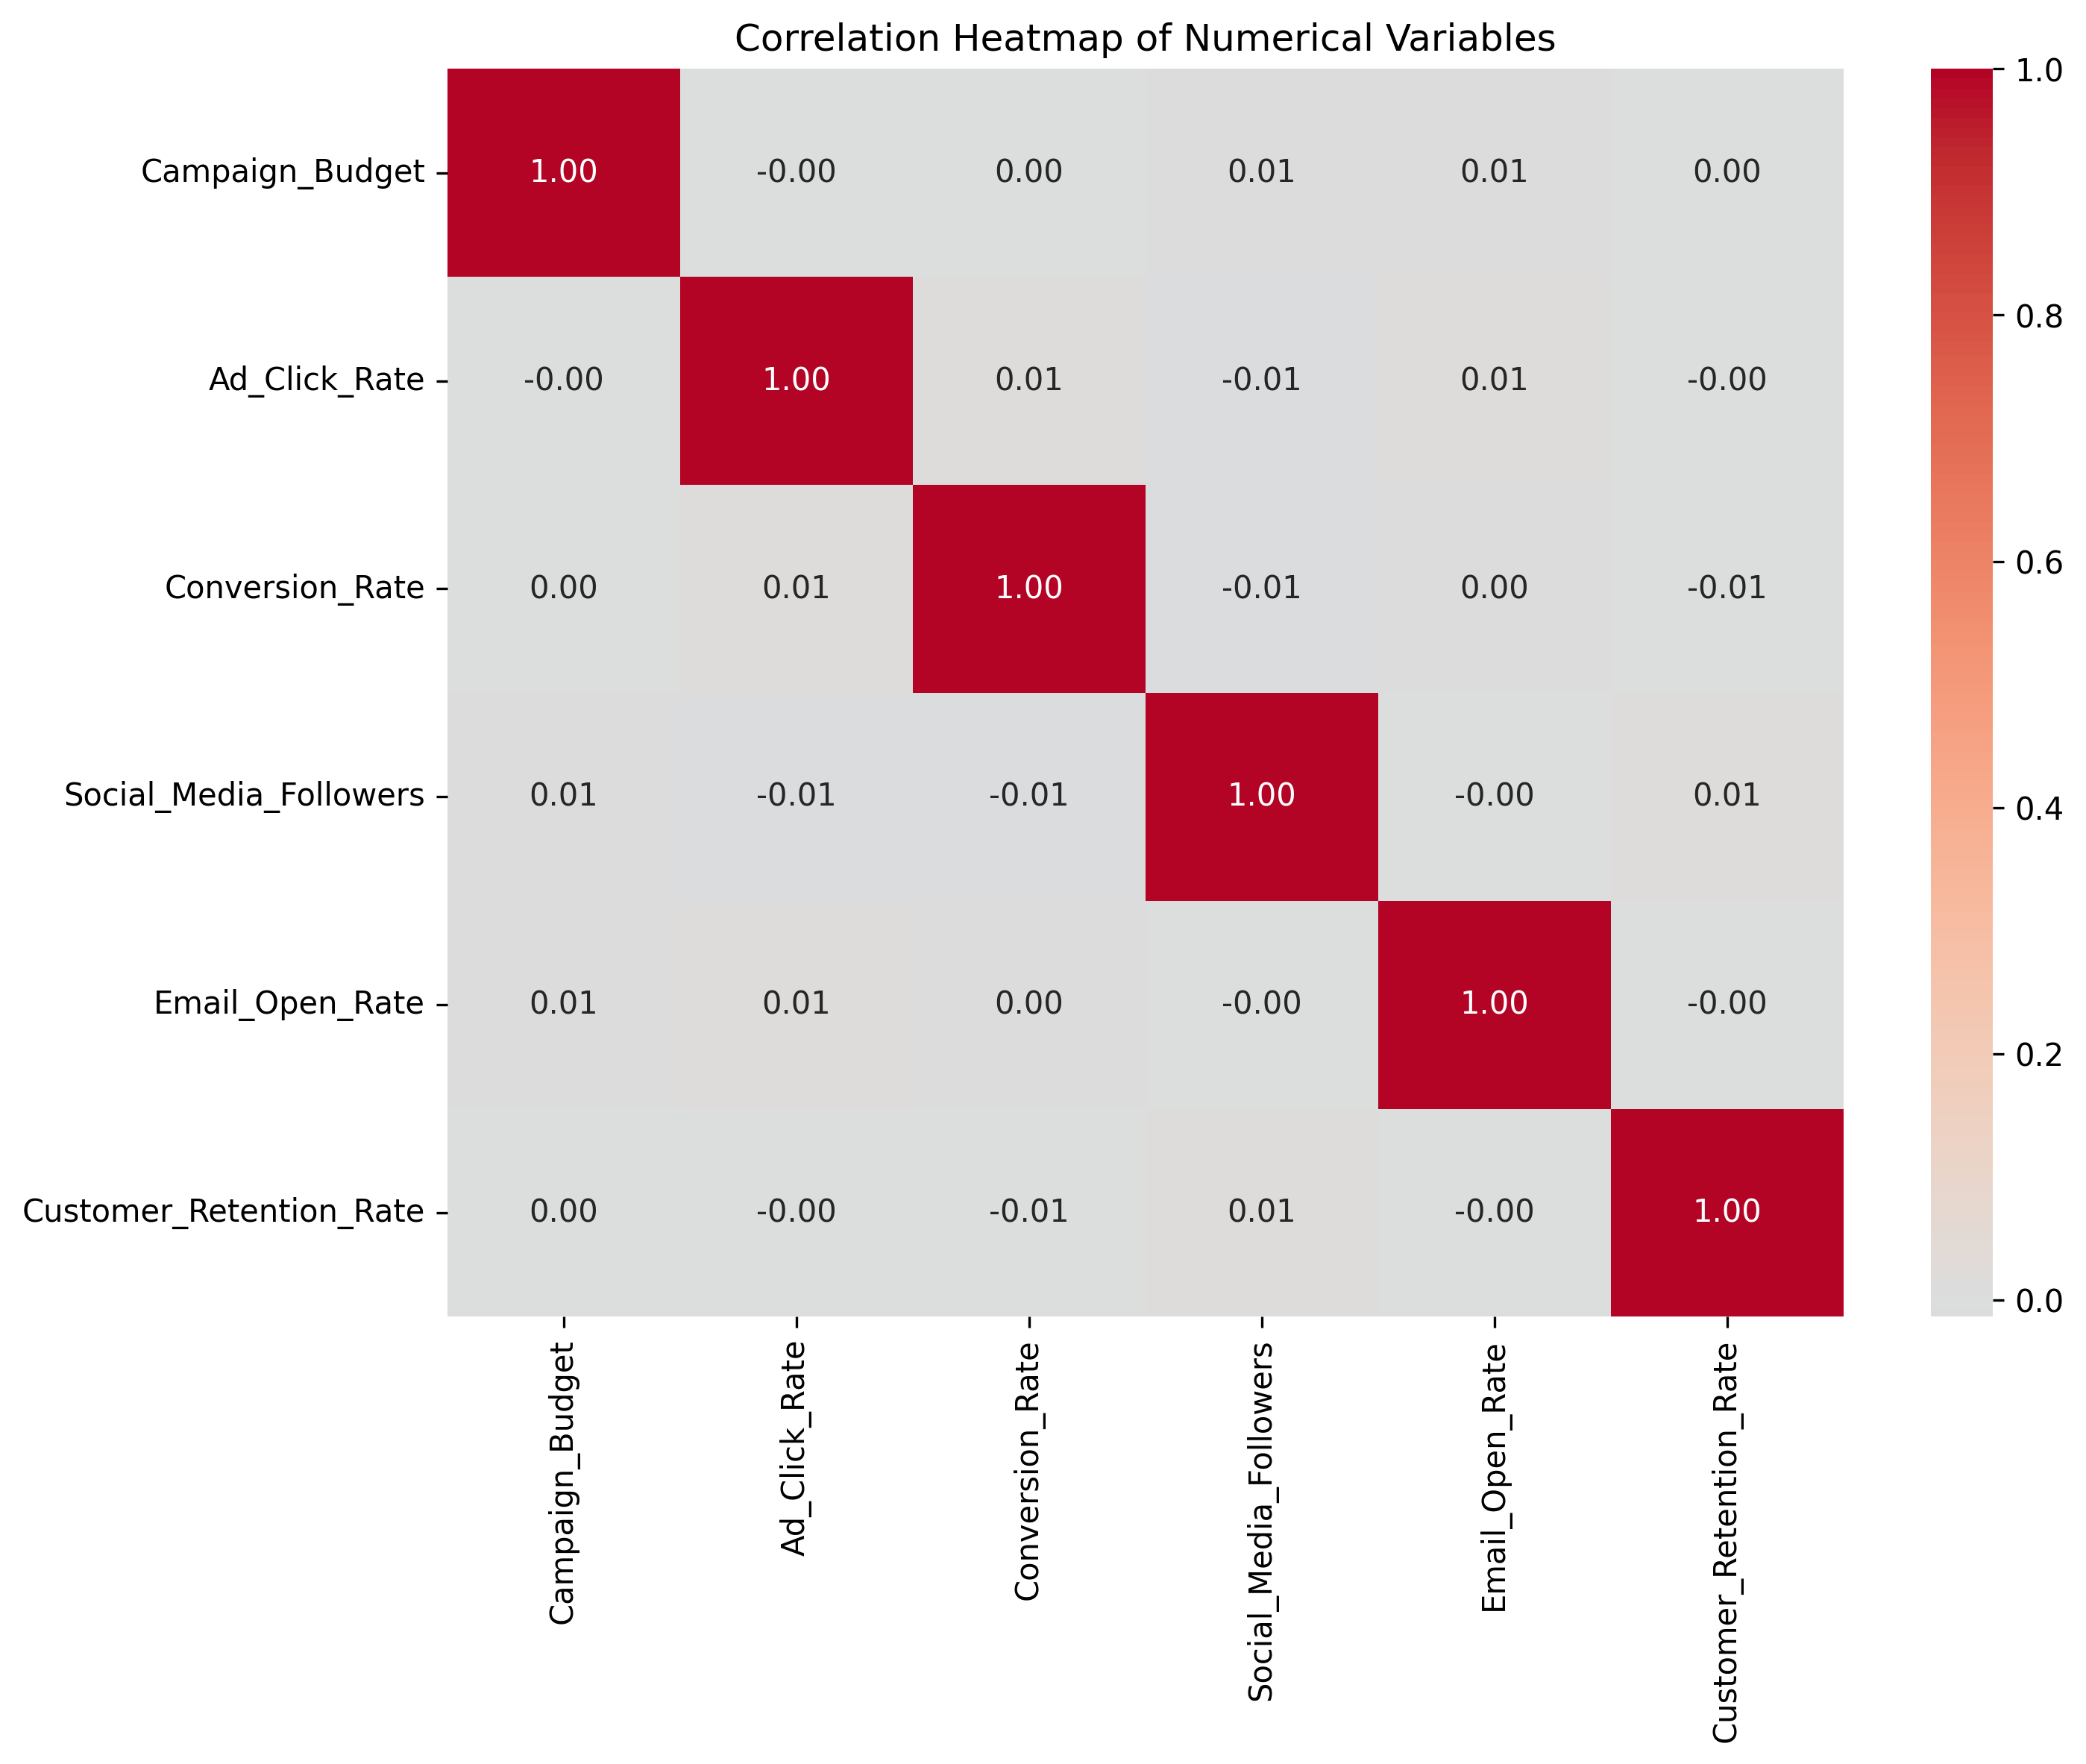 Correlation Heatmap of Numerical Variables
Campaign_Budget 1.00 -0.00 0.00 0.01 0.01 0.00
Ad_Click_Rate -0.00 1.00 0.01 -0.01 0.01 -0.00
Conversion_Rate 0.00 0.01 1.00 -0.01 0.00 -0.01
Social_Media_Followers 0.01 -0.01 -0.01 1.00 -0.00 0.01
Email_Open_Rate 0.01 0.01 0.00 -0.00 1.00 -0.00
Customer_Retention_Rate 0.00 -0.00 -0.01 0.01 -0.00 1.00
Campaign_Budget
Ad_Click_Rate
Conversion_Rate
Social_Media_Followers
Email_Open_Rate
Customer_Retention_Rate
1.0
0.8
0.6
0.4
0.2
0.0